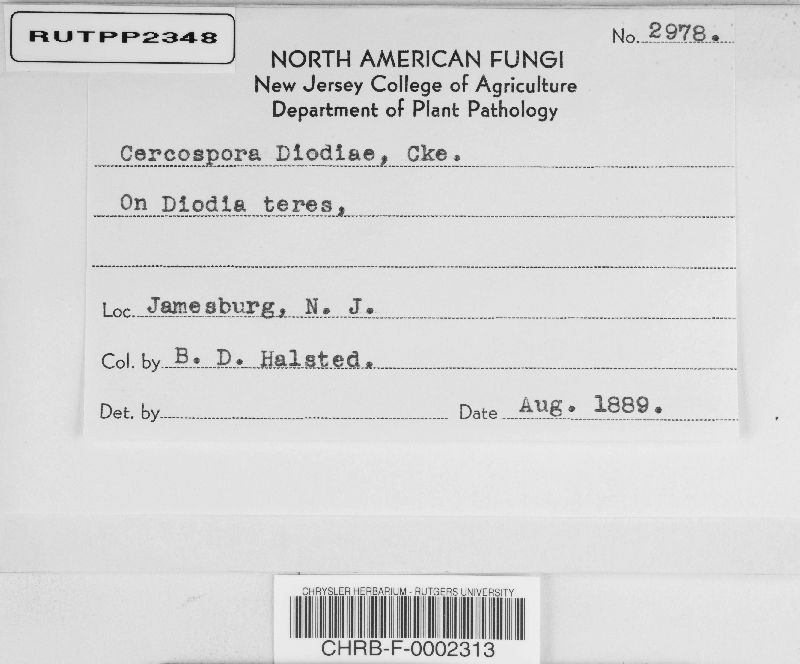 RUTPP2348
No. 2978.
NORTH AMERICAN FUNGI
New Jersey College of Agriculture
Department of Plant Pathology
Cercospora Diodiae, Cke.
On Diodia teres,
Loc. Jamesburg, N. J.
Col. by B. D. Halsted.
Det. by Date Aug. 1889.
CHRYSLER HERBARIUM - RUTGERS UNIVERSITY
CHRB-F-0002313